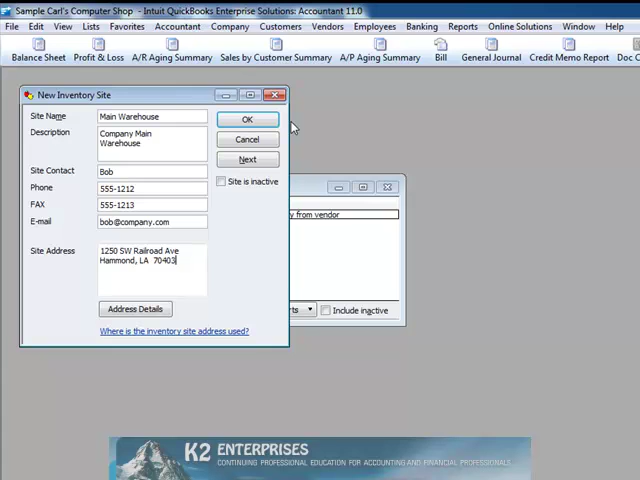 Sample Carl's Computer Shop - Intuit QuickBooks Enterprise Solutions: Accountant 11.0
File Edit View Lists Favorites Accountant Company Customers Vendors Employees Banking Reports Online Solutions Window Help
Balance Sheet Profit & Loss A/R Aging Summary Sales by Customer Summary A/P Aging Summary Bill General Journal Credit Memo Report Doc C
New Inventory Site
Site Name Main Warehouse OK
Description Company Main
Warehouse Cancel
Next
Site Contact Bob
Site is inactive
Phone 555-1212
FAX 555-1213
y from vendor
E-mail bob@company.com
Site Address 1250 SW Railroad Ave
Hammond, LA 70403
Address Details rts Include inactive
Where is the inventory site address used?
K2 ENTERPRISES
CONTINUING PROFESSIONAL EDUCATION FOR ACCOUNTING AND FINANCIAL PROFESSIONALS